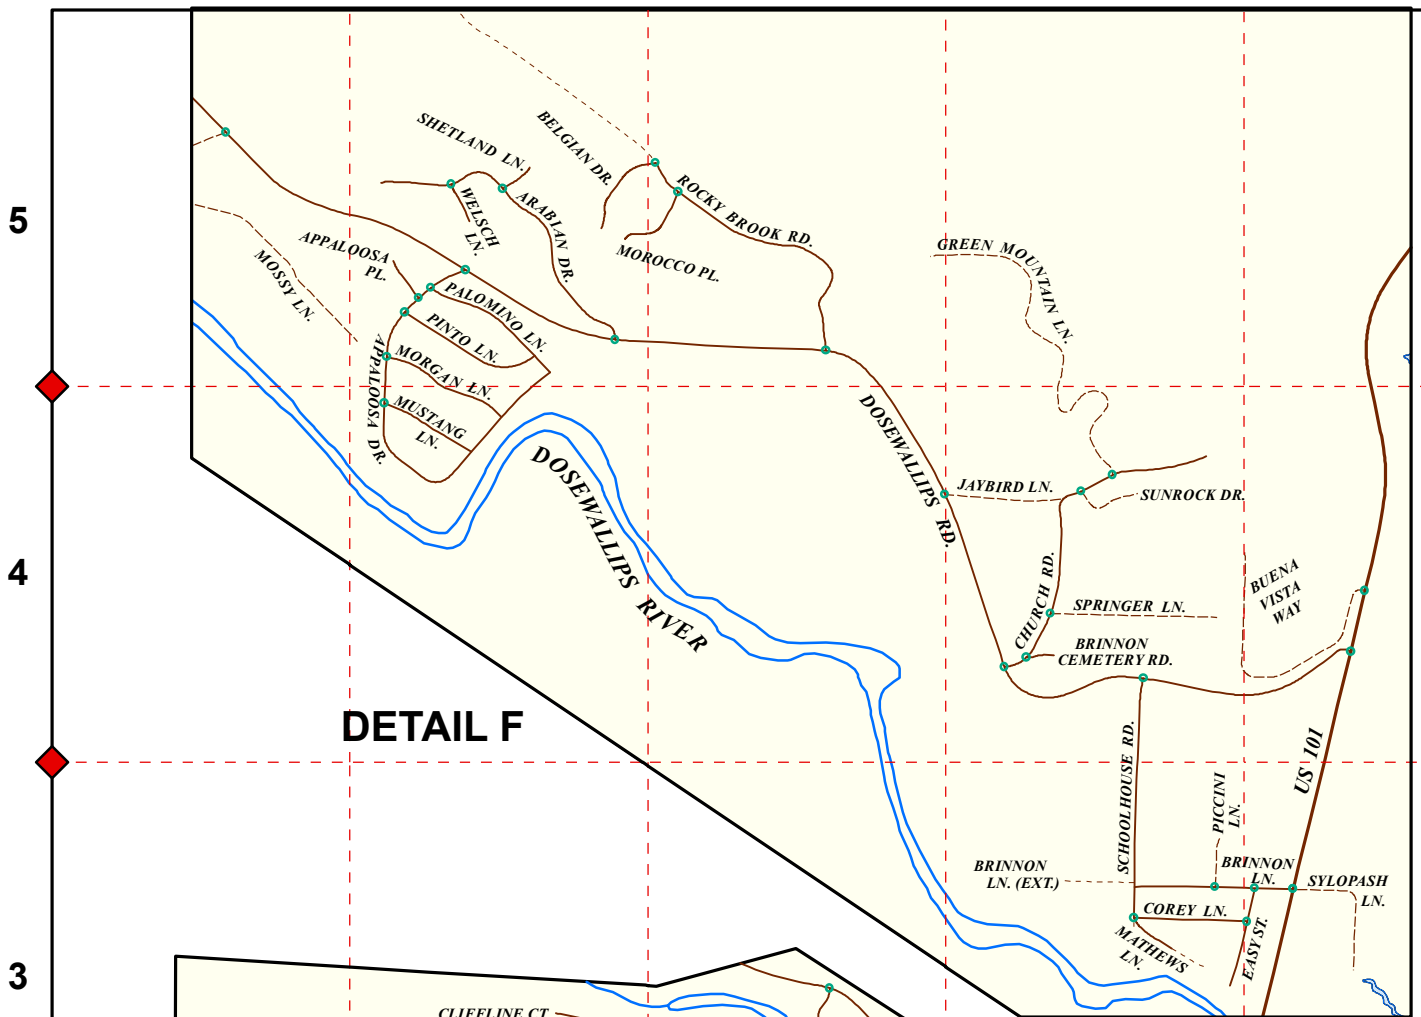 SHETLAND LN.
BELGIAN DR.
ROCKY BROOK RD.
WELSCH
LN.
ARABIAN DR.
5
APPALOOSA
PL.
MOROCCO PL.
GREEN MOUNTAIN LN.
MOSSY LN.
PALOMINO LN.
PINTO LN.
MORGAN LN.
APPALOOSA DR.
MUSTANG
LN.
DOSEWALLIPS RD.
DOSEWALLIPS RIVER
JAYBIRD LN.
SUNROCK DR.
4
CHURCH RD.
BUENA
VISTA
WAY
SPRINGER LN.
BRINNON
CEMETERY RD.
DETAIL F
SCHOOLHOUSE RD.
US 101
PICCINI
LN.
BRINNON
LN. (EXT.)
BRINNON
LN.
SYLOPASH
LN.
COREY LN.
MATHEWS
LN.
EASY ST.
3
CLIFFLINE CT.